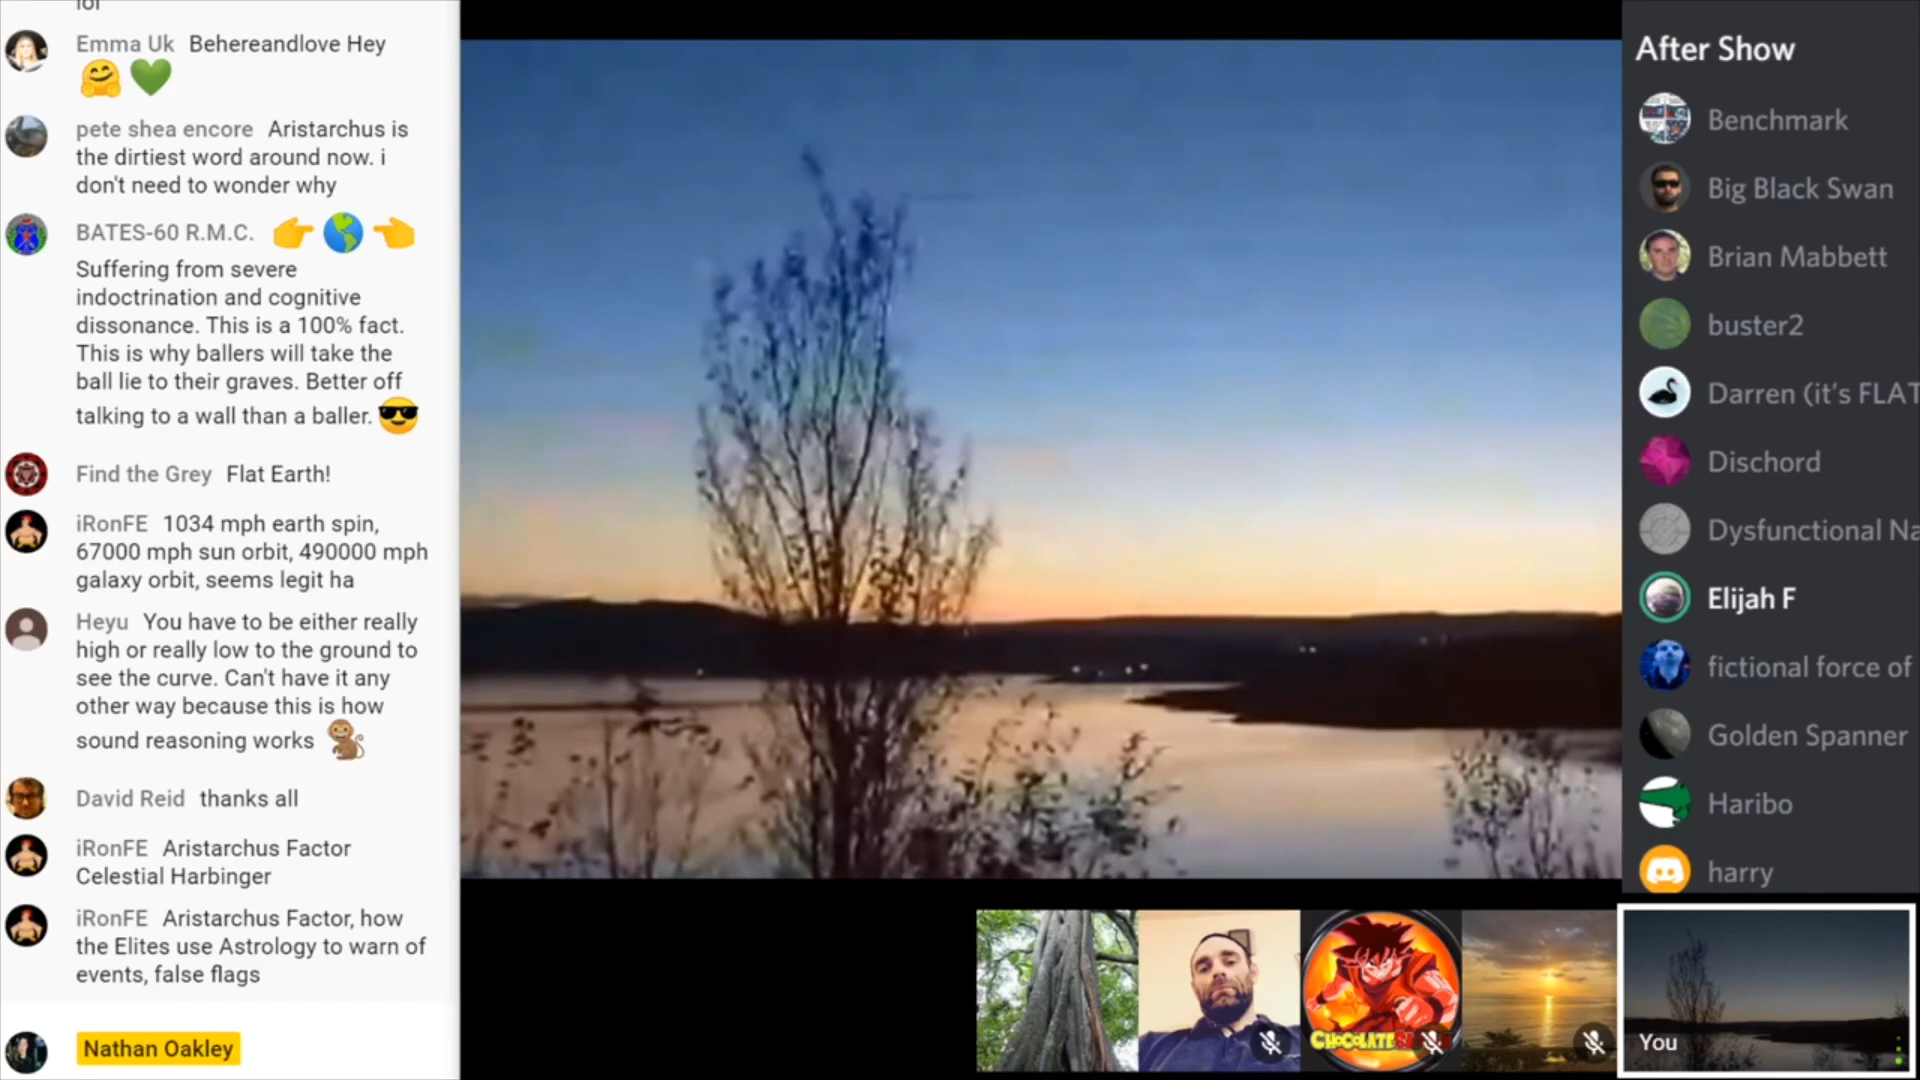 lol
Emma Uk Behereandlove Hey
pete shea encore Aristarchus is
the dirtiest word around now. i
don't need to wonder why
BATES-60 R.M.C.
Suffering from severe
indoctrination and cognitive
dissonance. This is a 100% fact.
This is why ballers will take the
ball lie to their graves. Better off
talking to a wall than a baller.
Find the Grey Flat Earth!
iRonFE 1034 mph earth spin,
67000 mph sun orbit, 490000 mph
galaxy orbit, seems legit ha
Heyu You have to be either really
high or really low to the ground to
see the curve. Can't have it any
other way because this is how
sound reasoning works
David Reid thanks all
iRonFE Aristarchus Factor
Celestial Harbinger
iRonFE Aristarchus Factor, how
the Elites use Astrology to warn of
events, false flags
Nathan Oakley
After Show
Benchmark
Big Black Swan
Brian Mabbett
buster2
Darren (it's FLAT
Dischord
Dysfunctional Na
Elijah F
fictional force of
Golden Spanner
Haribo
harry
CHOCOLATE
You